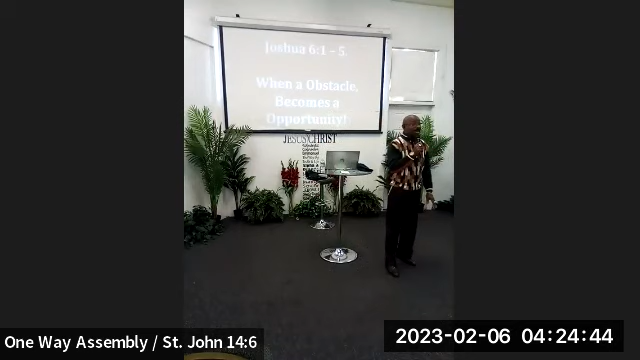 Joshua 6:1 – 5.
When a Obstacle,
Becomes a
Opportunity!
JESUS CHRIST
One Way Assembly / St. John 14:6
2023-02-06 04:24:44